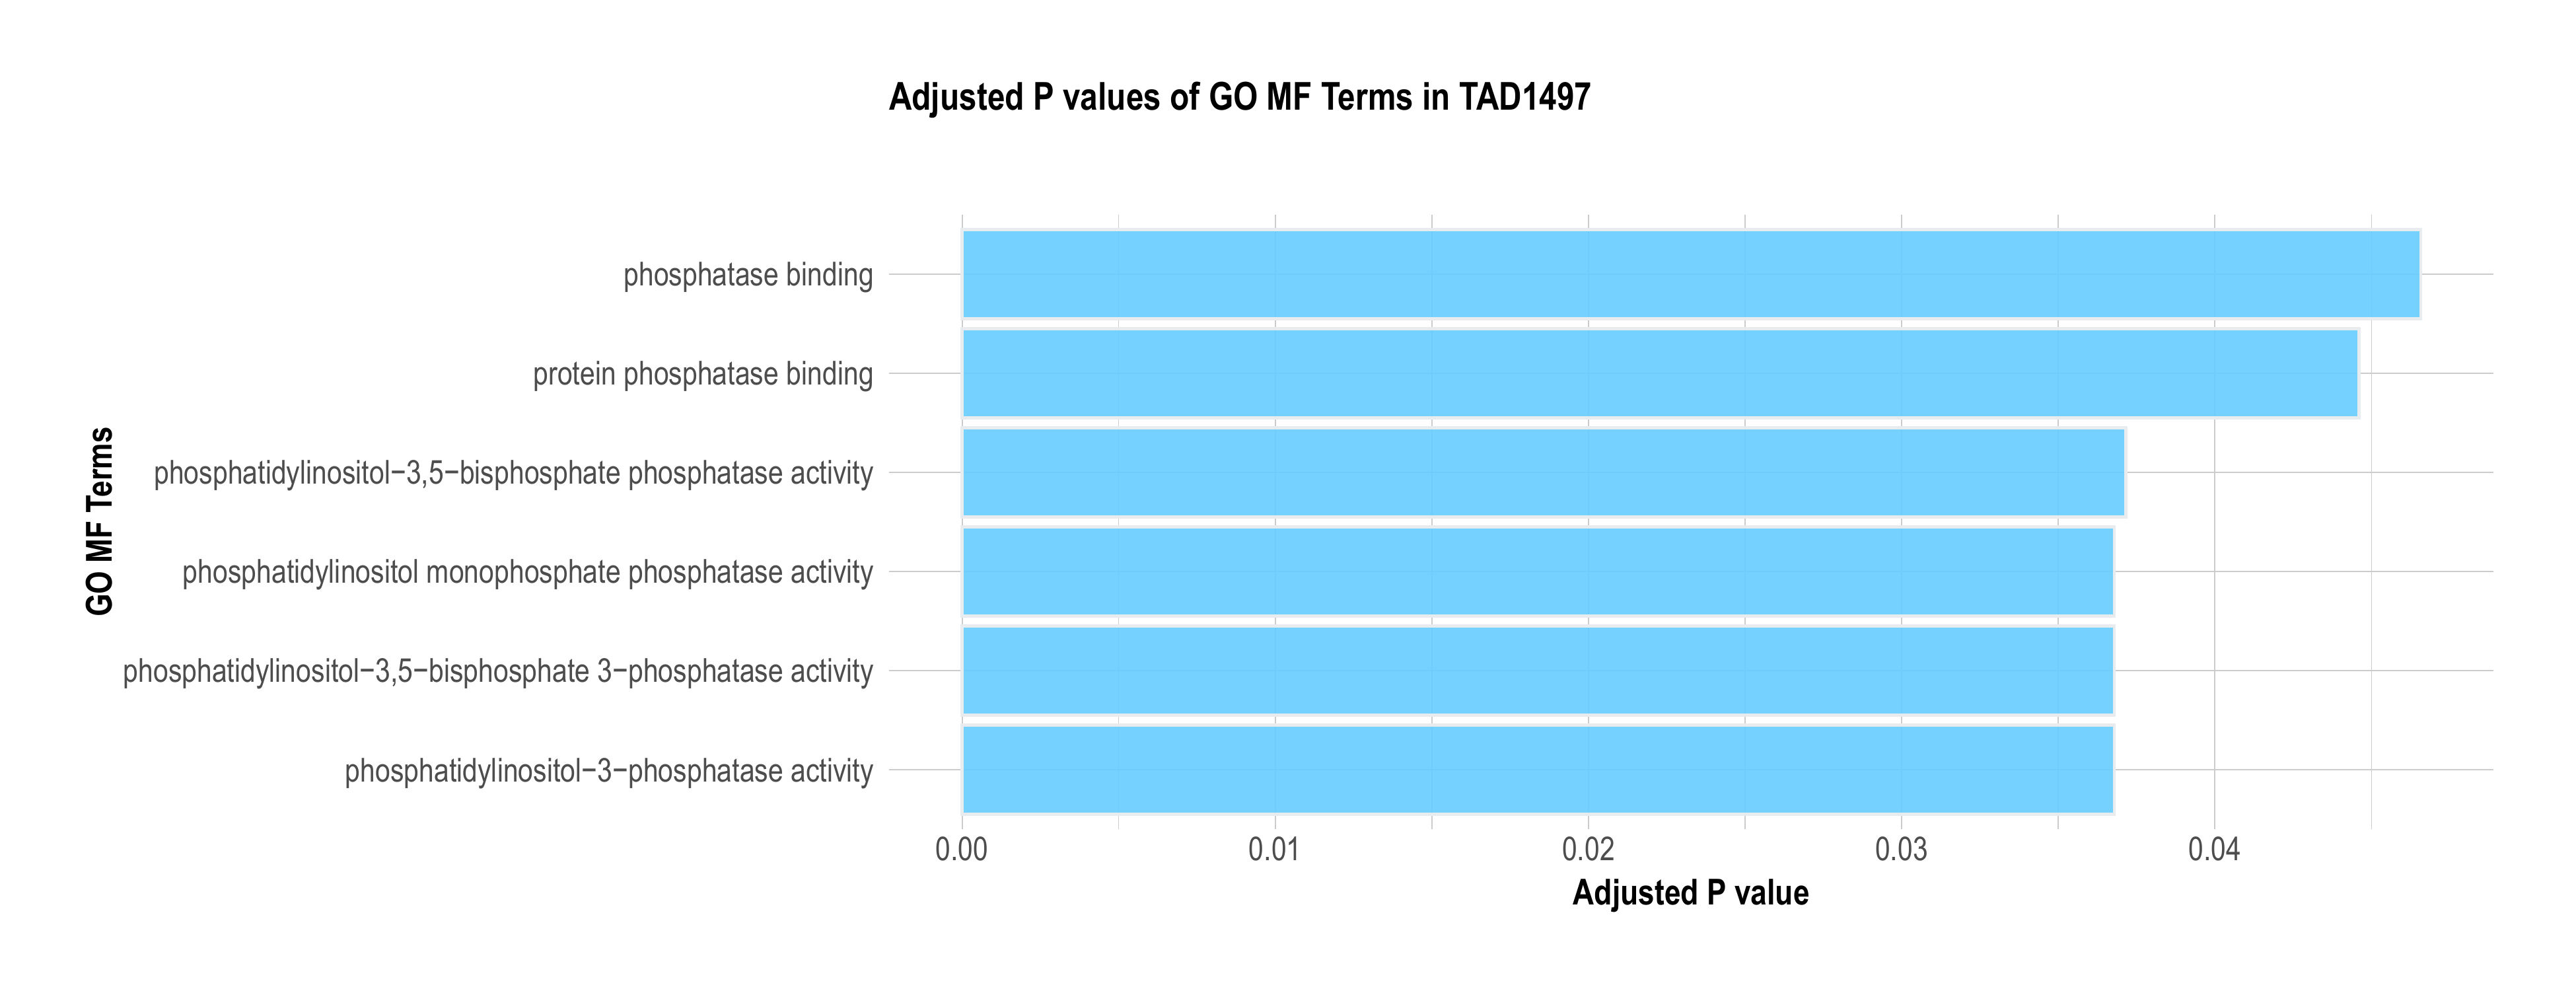 Adjusted P values of GO MF Terms in TAD1497
GO MF Terms
phosphatase binding
protein phosphatase binding
phosphatidylinositol−3,5−bisphosphate phosphatase activity
phosphatidylinositol monophosphate phosphatase activity
phosphatidylinositol−3,5−bisphosphate 3−phosphatase activity
phosphatidylinositol−3−phosphatase activity
0.00 0.01 0.02 0.03 0.04
Adjusted P value